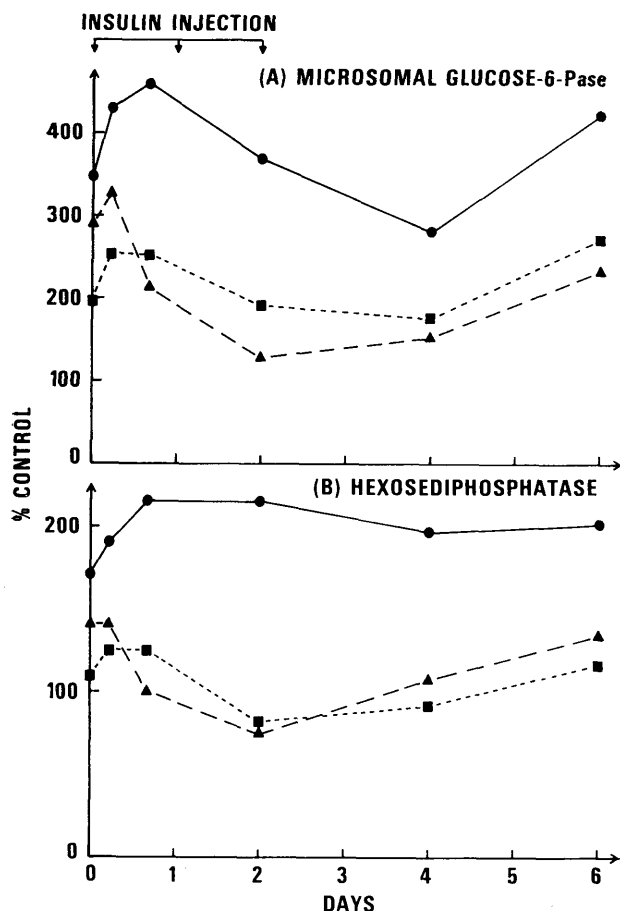 INSULIN INJECTION
(A) MICROSOMAL GLUCOSE-6-Pase
400
300
200
100
0
% CONTROL
(B) HEXOSEDIPHOSPHATASE
200
100
0
0 1 2 3 4 5 6
DAYS